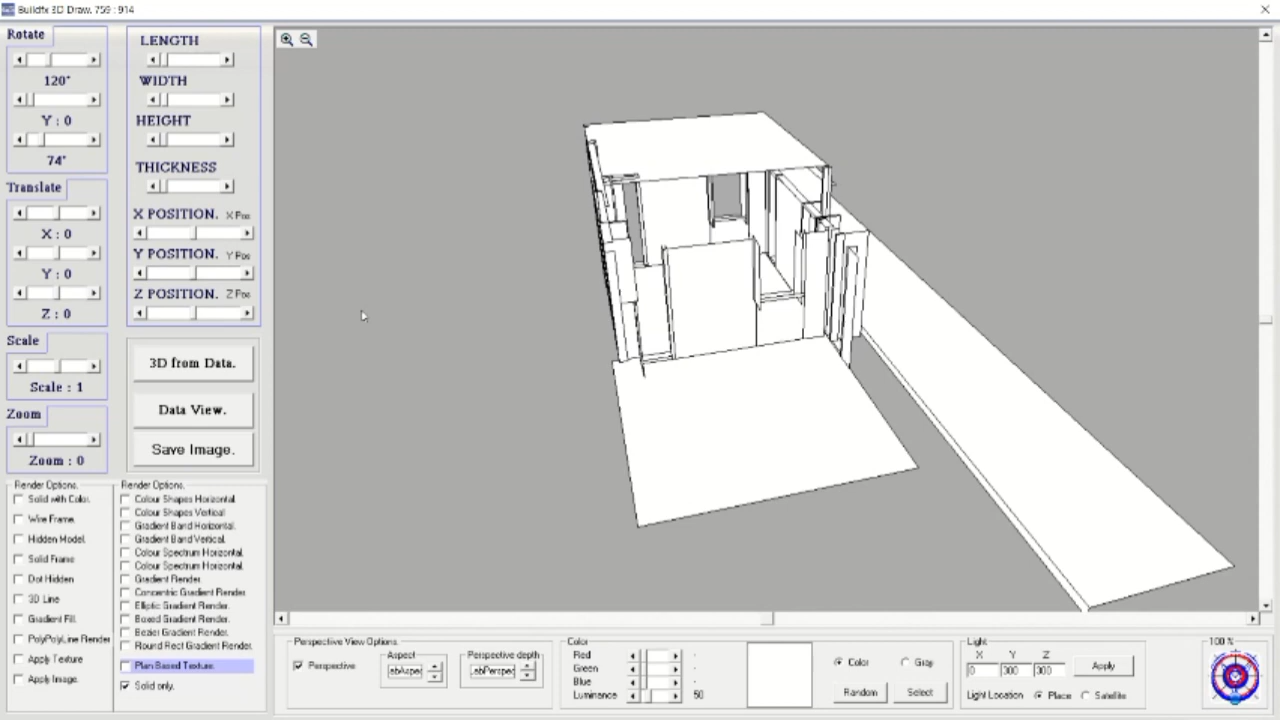 Buildfx 3D Draw. 759 : 914
Rotate
120°
Y : 0
74°
Translate
X : 0
Y : 0
Z : 0
Scale
Scale : 1
Zoom
Zoom : 0
LENGTH
WIDTH
HEIGHT
THICKNESS
X POSITION. X Pos
Y POSITION. Y Pos
Z POSITION. Z Pos
3D from Data.
Data View.
Save Image.
Render Options.
Solid with Color.
Wire Frame.
Hidden Model.
Solid Frame
Dot Hidden
3D Line
Gradient Fill.
PolyPolyLine Render
Apply Texture
Apply Image.
Render Options.
Colour Shapes Horizontal
Colour Shapes Vertical
Gradient Band Horizontal.
Gradient Band Vertical.
Colour Spectrum Horizontal.
Colour Spectrum Horizontal.
Gradient Render.
Concentric Gradient Render
Elliptic Gradient Render.
Boxed Gradient Render.
Bezier Gradient Render.
Round Rect Gradient Render.
Plan Based Texture.
Solid only.
Perspective View Options.
Perspective
Aspect
Perspective depth
Color
Red
Green
Blue
Luminance 50
Color Gray
Random Select
Light
X Y Z
0 300 300 Apply
Light Location Place Satellite
100 %